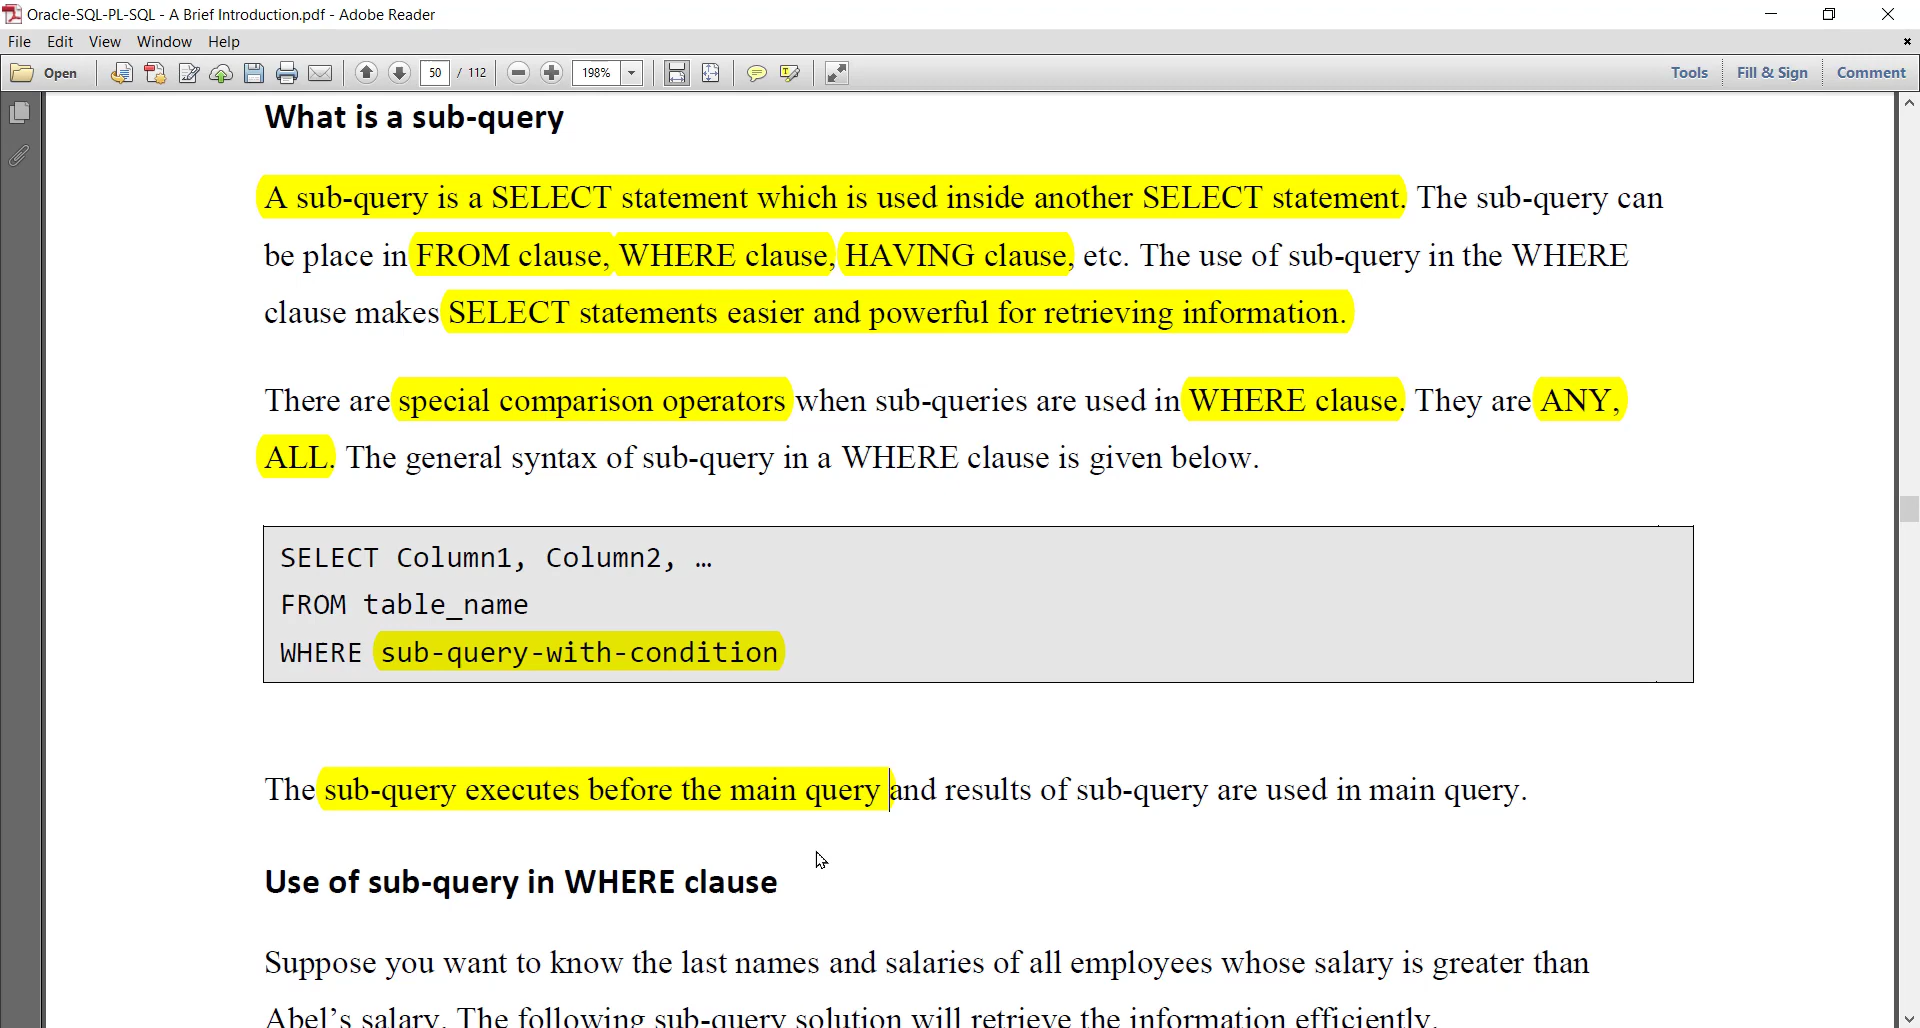 Oracle-SQL-PL-SQL - A Brief Introduction.pdf - Adobe Reader
File Edit View Window Help
Open 50 / 112 198% Tools Fill & Sign Comment
What is a sub-query
A sub-query is a SELECT statement which is used inside another SELECT statement. The sub-query can
be place in FROM clause, WHERE clause, HAVING clause, etc. The use of sub-query in the WHERE
clause makes SELECT statements easier and powerful for retrieving information.
There are special comparison operators when sub-queries are used in WHERE clause. They are ANY,
ALL. The general syntax of sub-query in a WHERE clause is given below.
SELECT Column1, Column2, …
FROM table_name
WHERE sub-query-with-condition
The sub-query executes before the main query and results of sub-query are used in main query.
Use of sub-query in WHERE clause
Suppose you want to know the last names and salaries of all employees whose salary is greater than
Abel's salary. The following sub-query solution will retrieve the information efficiently.